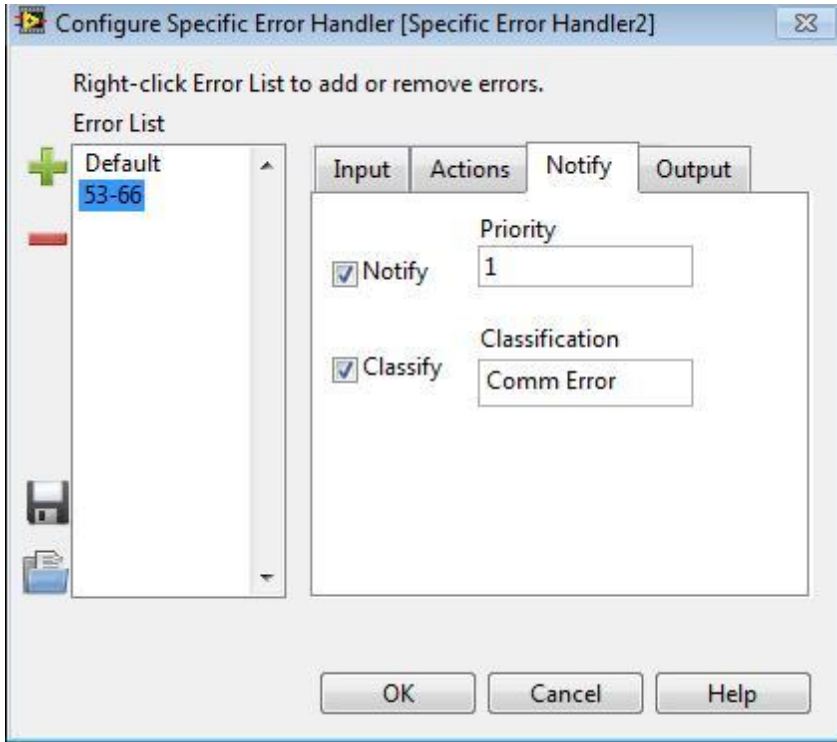 Configure Specific Error Handler [Specific Error Handler2]
Right-click Error List to add or remove errors.
Error List
Default
53-66
Input
Actions
Notify
Output
Priority
Notify
1
Classification
Classify
Comm Error
OK
Cancel
Help